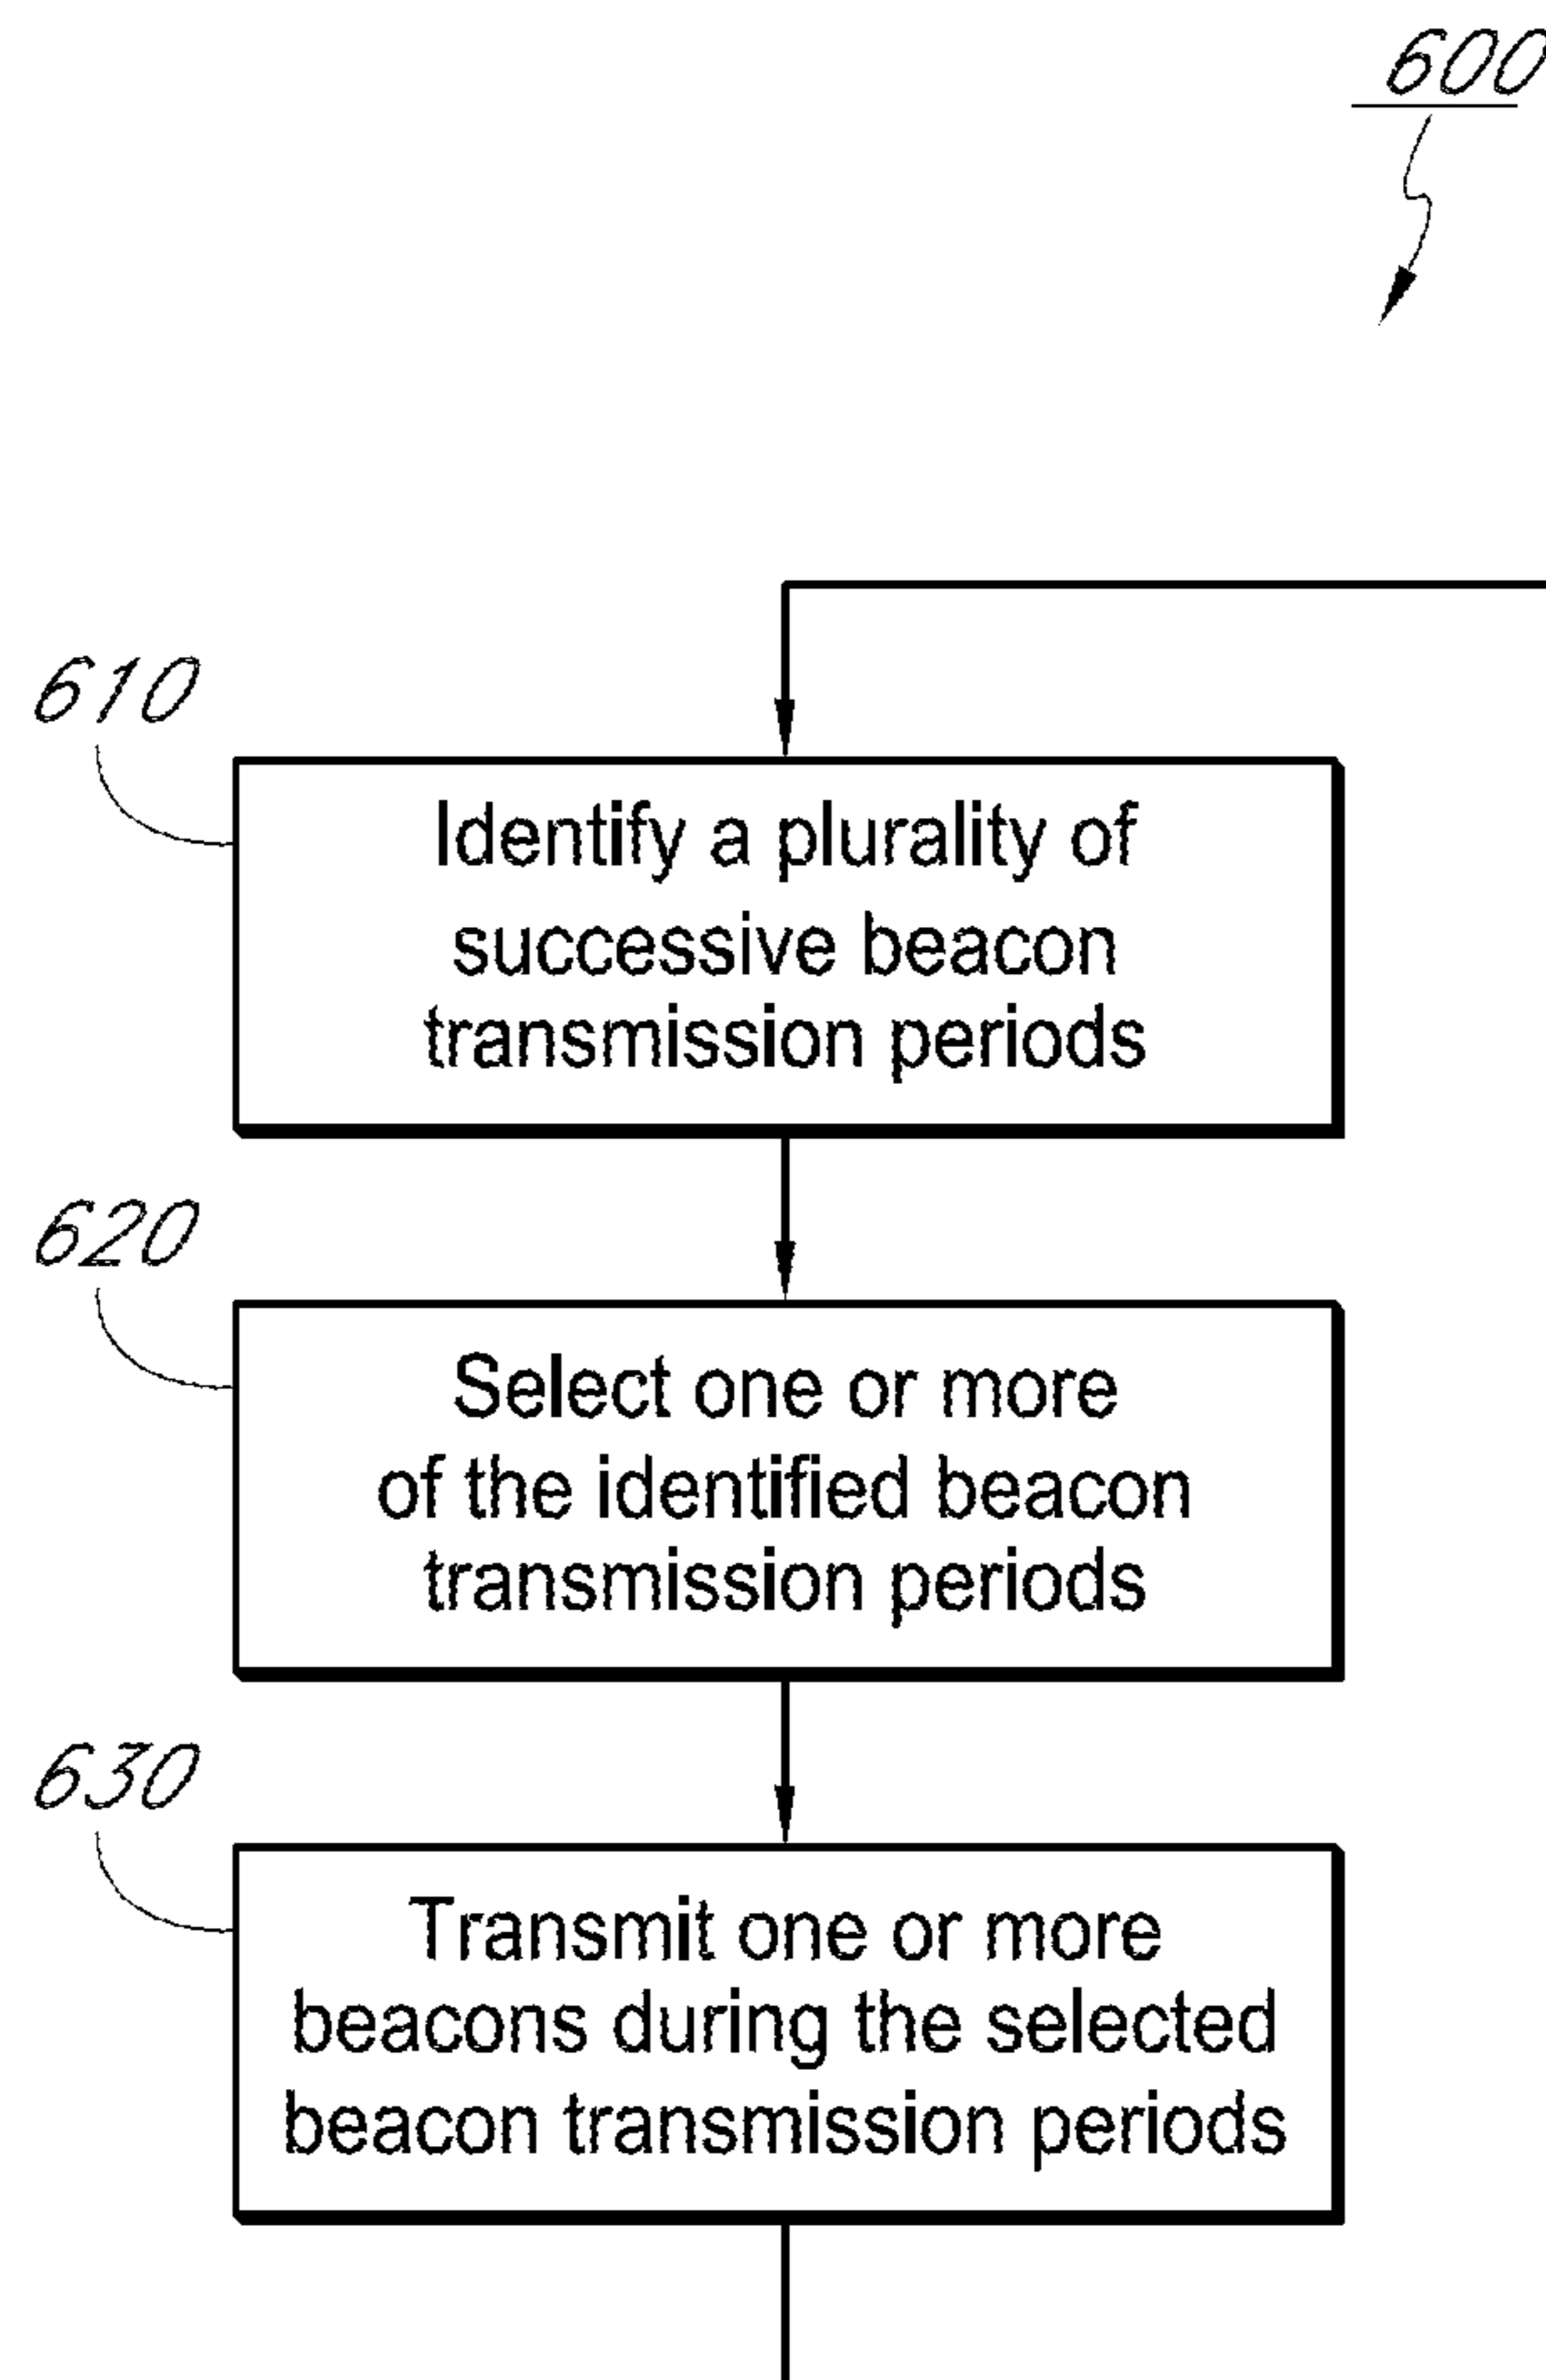 600
610
Identify a plurality of
successive beacon
transmission periods
620
Select one or more
of the identified beacon
transmission periods
630
Transmit one or more
beacons during the selected
beacon transmission periods